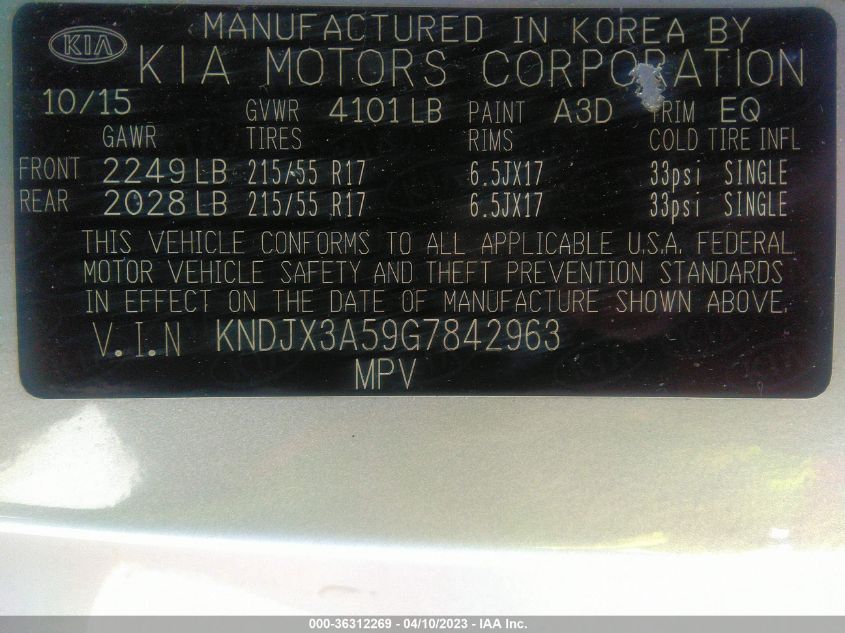 KIA MANUFACTURED IN KOREA BY
KIA MOTORS CORPORATION
10/15 GVWR 4101 LB PAINT A3D TRIM EQ
GAWR TIRES RIMS COLD TIRE INFL
FRONT 2249 LB 215/55 R17 6.5JX17 33psi SINGLE
REAR 2028 LB 215/55 R17 6.5JX17 33psi SINGLE
THIS VEHICLE CONFORMS TO ALL APPLICABLE U.S.A. FEDERAL
MOTOR VEHICLE SAFETY AND THEFT PREVENTION STANDARDS
IN EFFECT ON THE DATE OF MANUFACTURE SHOWN ABOVE.
V.I.N KNDJX3A59G7842963
MPV
000-36312269 - 04/10/2023 - IAA Inc.